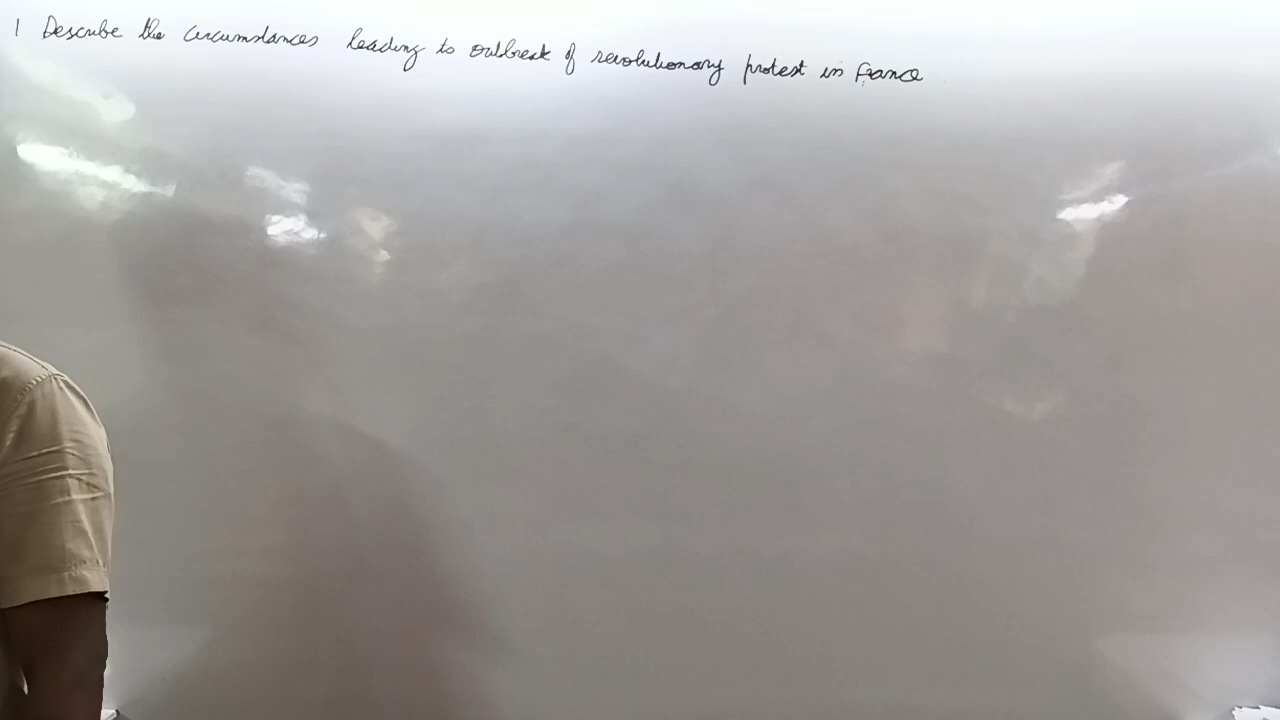 1 Describe the circumstances leading to outbreak of revolutionary protest in France